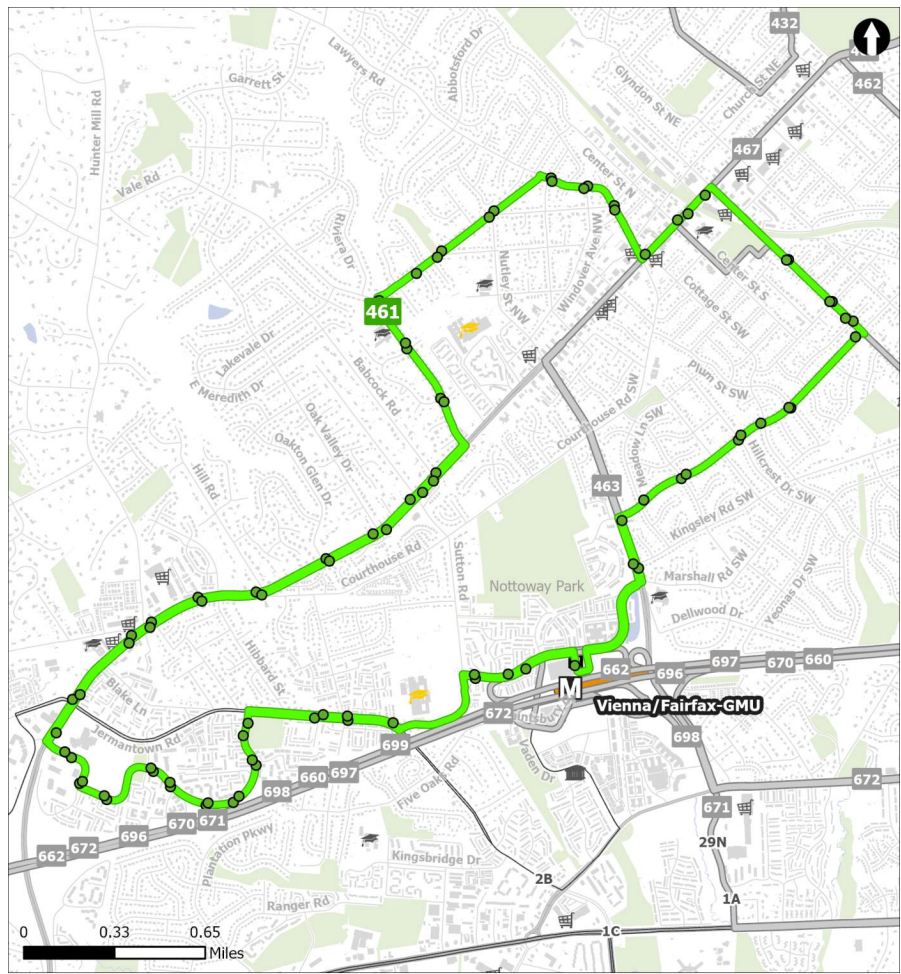 432
Lawyers Rd
Abbotsford Dr
Garrett St
Glyndon St NE
Church St NE
462
Hunter Mill Rd
467
Vale Rd
Center St N
Riviera Dr
Nutley St NW
Windover Ave NW
Center St S
461
Cottage St SW
Lakevale Dr
E Meredith Dr
Babcock Rd
Plum St SW
Courthouse Rd SW
Oak Valley Dr
Oakton Glen Dr
Meadow Ln SW
Hillcrest Dr SW
Hill Rd
463
Kingsley Rd SW
Courthouse Rd
Sutton Rd
Nottoway Park
Marshall Rd SW
Yeonas Dr SW
Dellwood Dr
Hibbard St
Blake Ln
662
696
697
670
660
M
Vienna/Fairfax-GMU
672
Jermantown Rd
699
698
Vaden Dr
Five Oaks Rd
672
698
660
697
671
670
671
696
672
662
29N
Plantation Pkwy
Kingsbridge Dr
2B
Ranger Rd
1A
1C
0
0.33
0.65
Miles